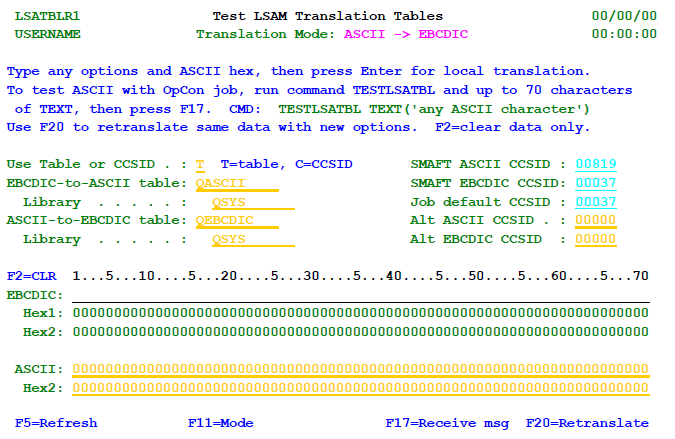 LSATBLR1 Test LSAM Translation Tables 00/00/00
USERNAME Translation Mode: ASCII -> EBCDIC 00:00:00
Type any options and ASCII hex, then press Enter for local translation.
To test ASCII with OpCon job, run command TESTLSATBL and up to 70 characters
of TEXT, then press F17. CMD: TESTLSATBL TEXT('any ASCII character')
Use F20 to retranslate same data with new options. F2=clear data only.
Use Table or CCSID . : T T=table, C=CCSID SMAFT ASCII CCSID : 00819
EBCDIC-to-ASCII table: QASCII SMAFT EBCDIC CCSID: 00037
Library . . . . . : QSYS Job default CCSID : 00037
ASCII-to-EBCDIC table: QEBCDIC Alt ASCII CCSID . : 00000
Library . . . . . : QSYS Alt EBCDIC CCSID : 00000
F2=CLR 1...5...10....5...20....5...30....5...40....5...50....5...60....5...70
EBCDIC:
Hex1: 0000000000000000000000000000000000000000000000000000000000000000000000
Hex2: 0000000000000000000000000000000000000000000000000000000000000000000000
ASCII: 0000000000000000000000000000000000000000000000000000000000000000000000
Hex2: 0000000000000000000000000000000000000000000000000000000000000000000000
F5=Refresh F11=Mode F17=Receive msg F20=Retranslate